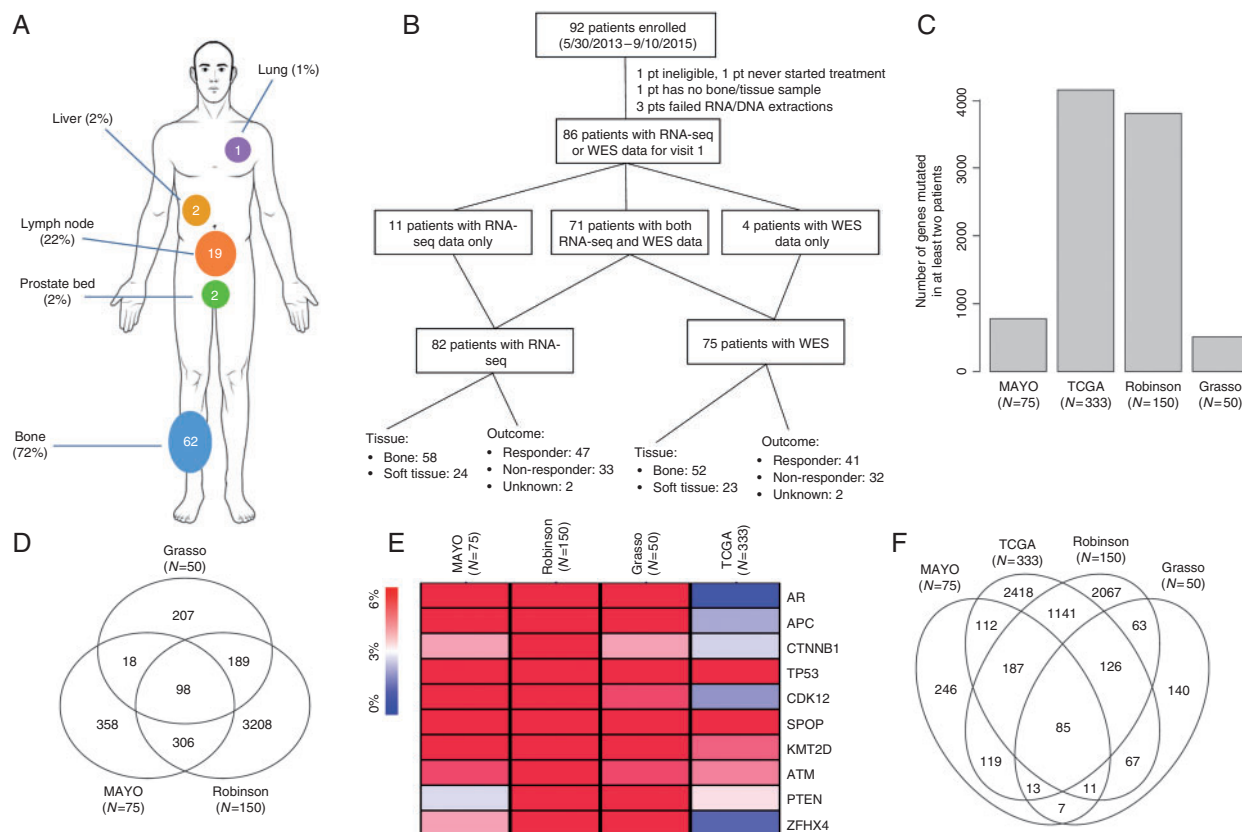 A
Lung (1%)
1
Liver (2%)
2
Lymph node
(22%)
19
Prostate bed
(2%)
2
Bone
(72%)
62
B
92 patients enrolled
(5/30/2013–9/10/2015)
1 pt ineligible, 1 pt never started treatment
1 pt has no bone/tissue sample
3 pts failed RNA/DNA extractions
86 patients with RNA-seq
or WES data for visit 1
11 patients with RNA-
seq data only
71 patients with both
RNA-seq and WES data
4 patients with WES
data only
82 patients with RNA-
seq
75 patients with WES
Tissue:
• Bone: 58
• Soft tissue: 24
Outcome:
• Responder: 47
• Non-responder: 33
• Unknown: 2
Tissue:
• Bone: 52
• Soft tissue: 23
Outcome:
• Responder: 41
• Non-responder: 32
• Unknown: 2
C
Number of genes mutated
in at least two patients
4000
3000
2000
1000
0
MAYO
(N=75)
TCGA
(N=333)
Robinson
(N=150)
Grasso
(N=50)
D
Grasso
(N=50)
207
18
189
98
358
306
3208
MAYO
(N=75)
Robinson
(N=150)
E
MAYO
(N=75)
Robinson
(N=150)
Grasso
(N=50)
TCGA
(N=333)
6%
3%
0%
AR
APC
CTNNB1
TP53
CDK12
SPOP
KMT2D
ATM
PTEN
ZFHX4
F
MAYO
(N=75)
TCGA
(N=333)
Robinson
(N=150)
Grasso
(N=50)
2418
2067
112
1141
63
187
126
246
140
85
119
67
13
11
7